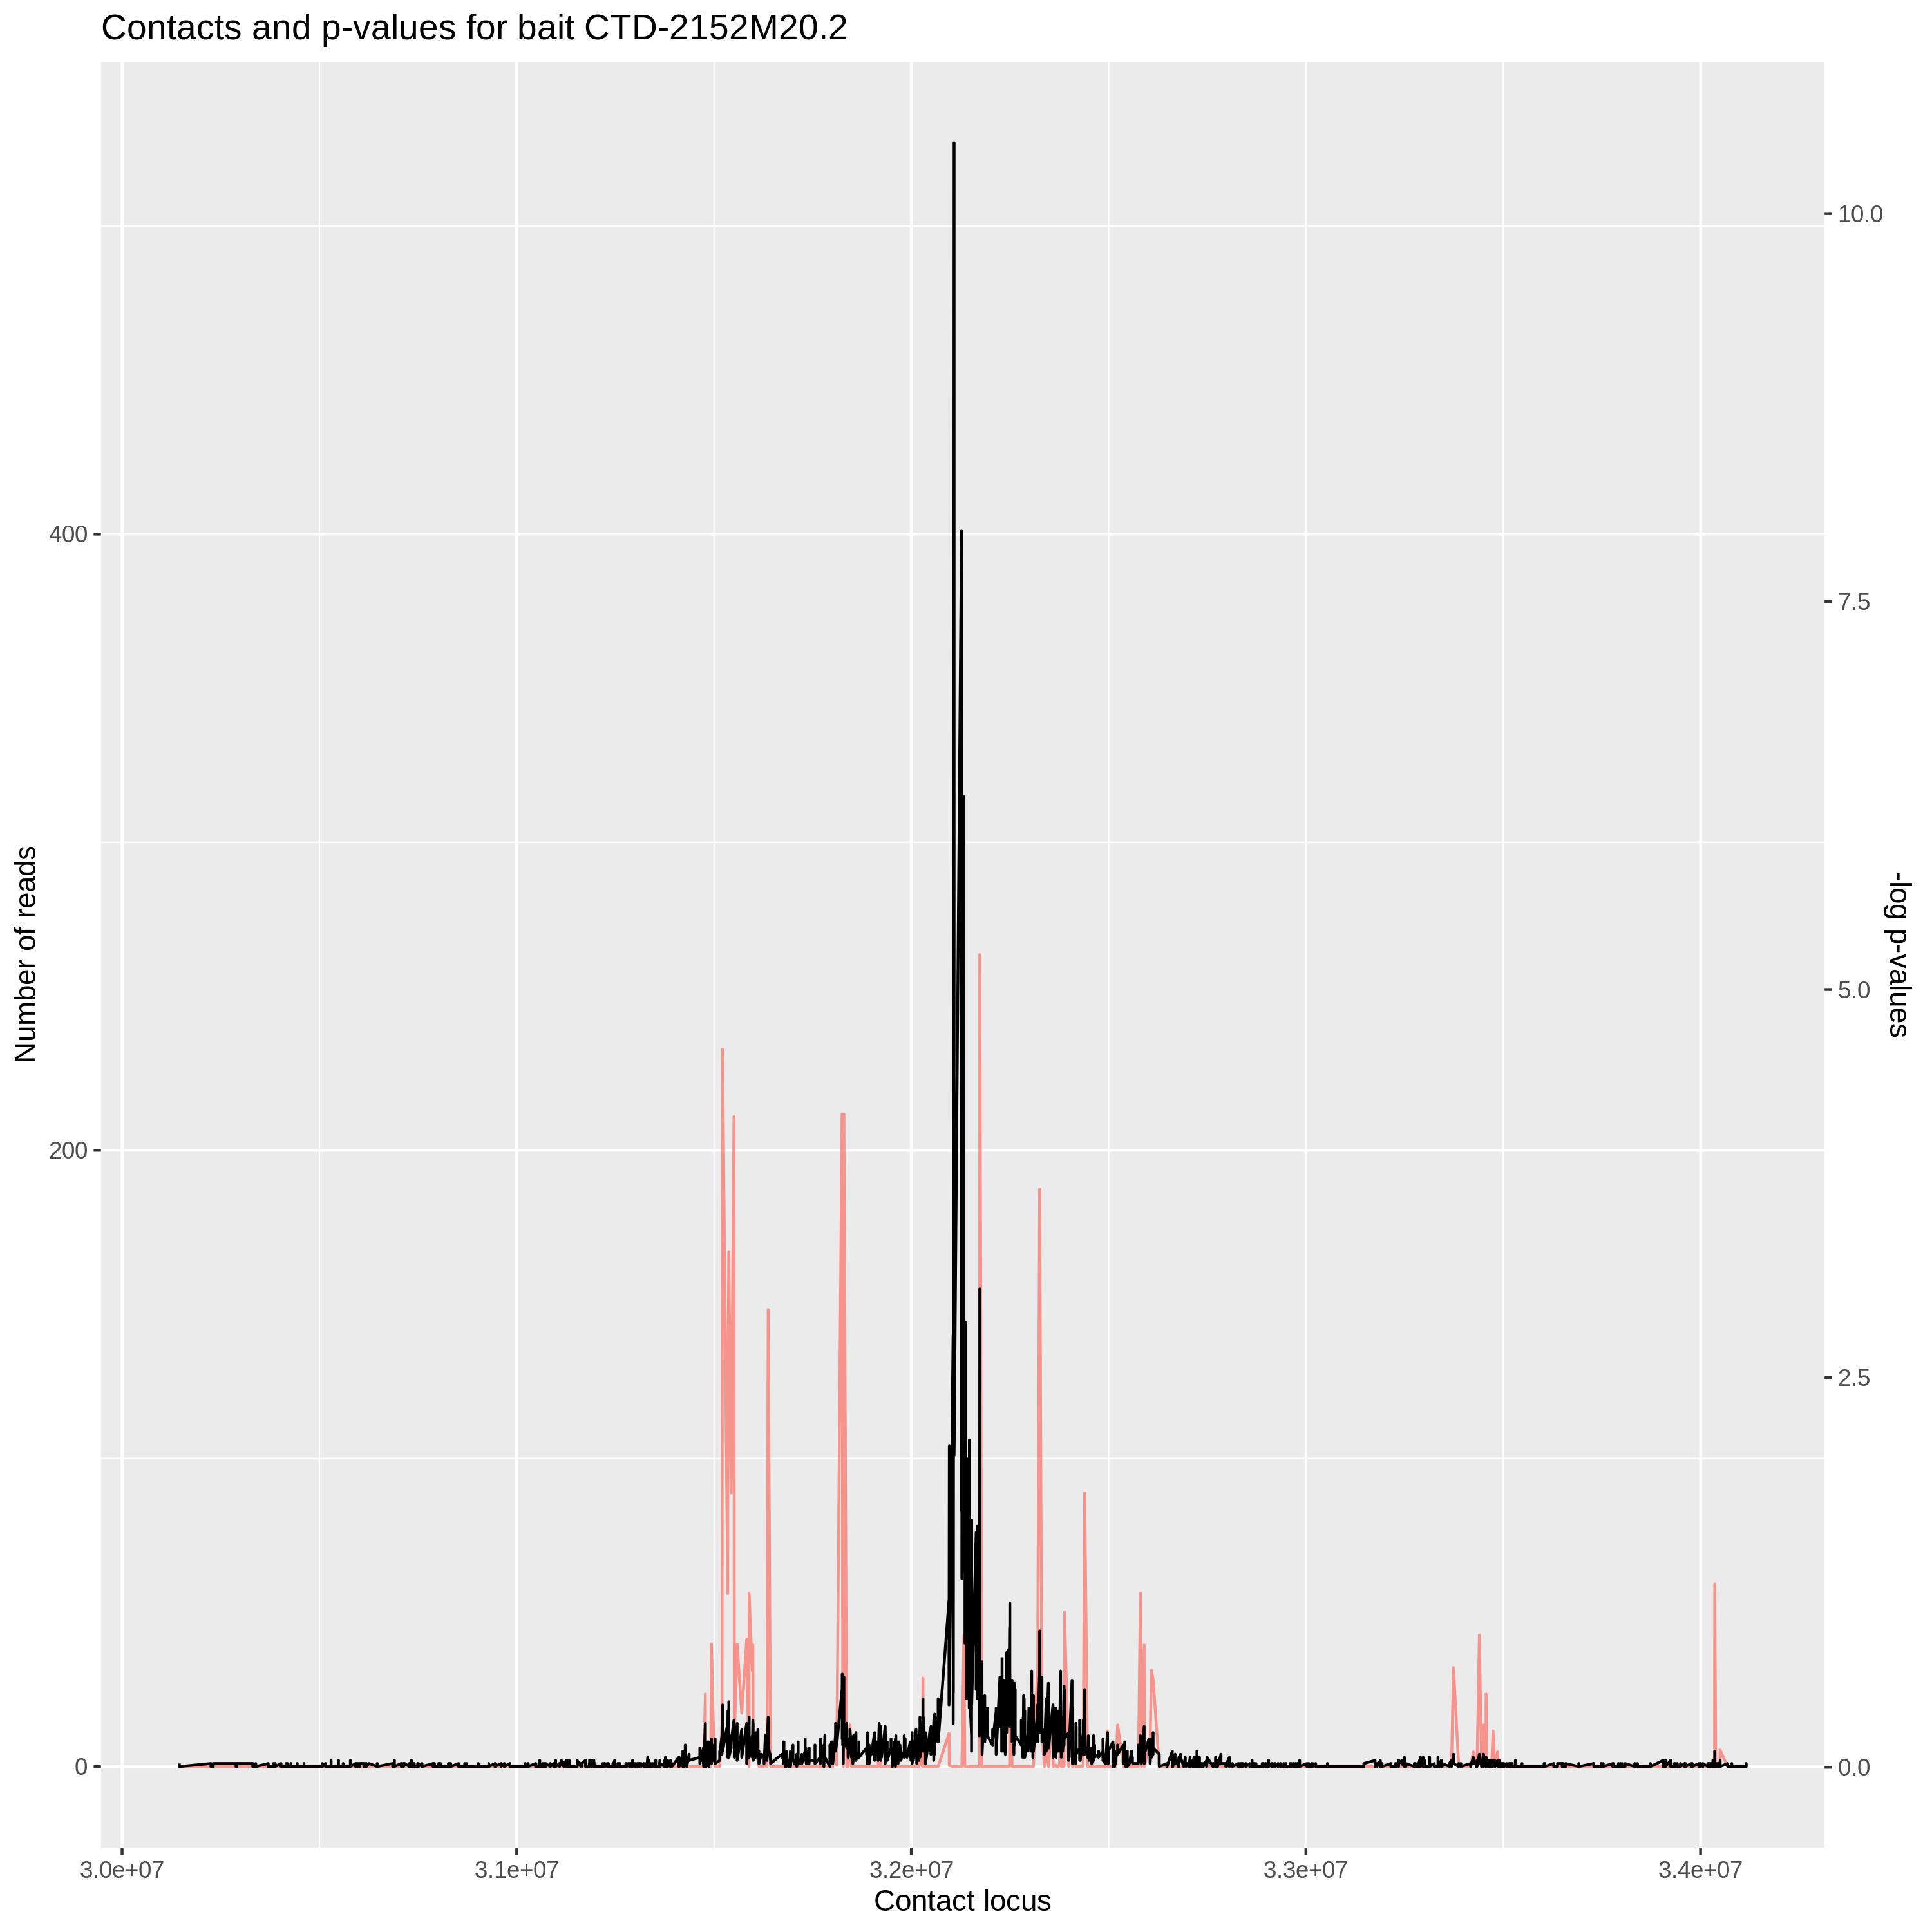 Contacts and p-values for bait CTD-2152M20.2
Number of reads
400
200
0
10.0
7.5
5.0
2.5
0.0
-log p-values
3.0e+07 3.1e+07 3.2e+07 3.3e+07 3.4e+07
Contact locus